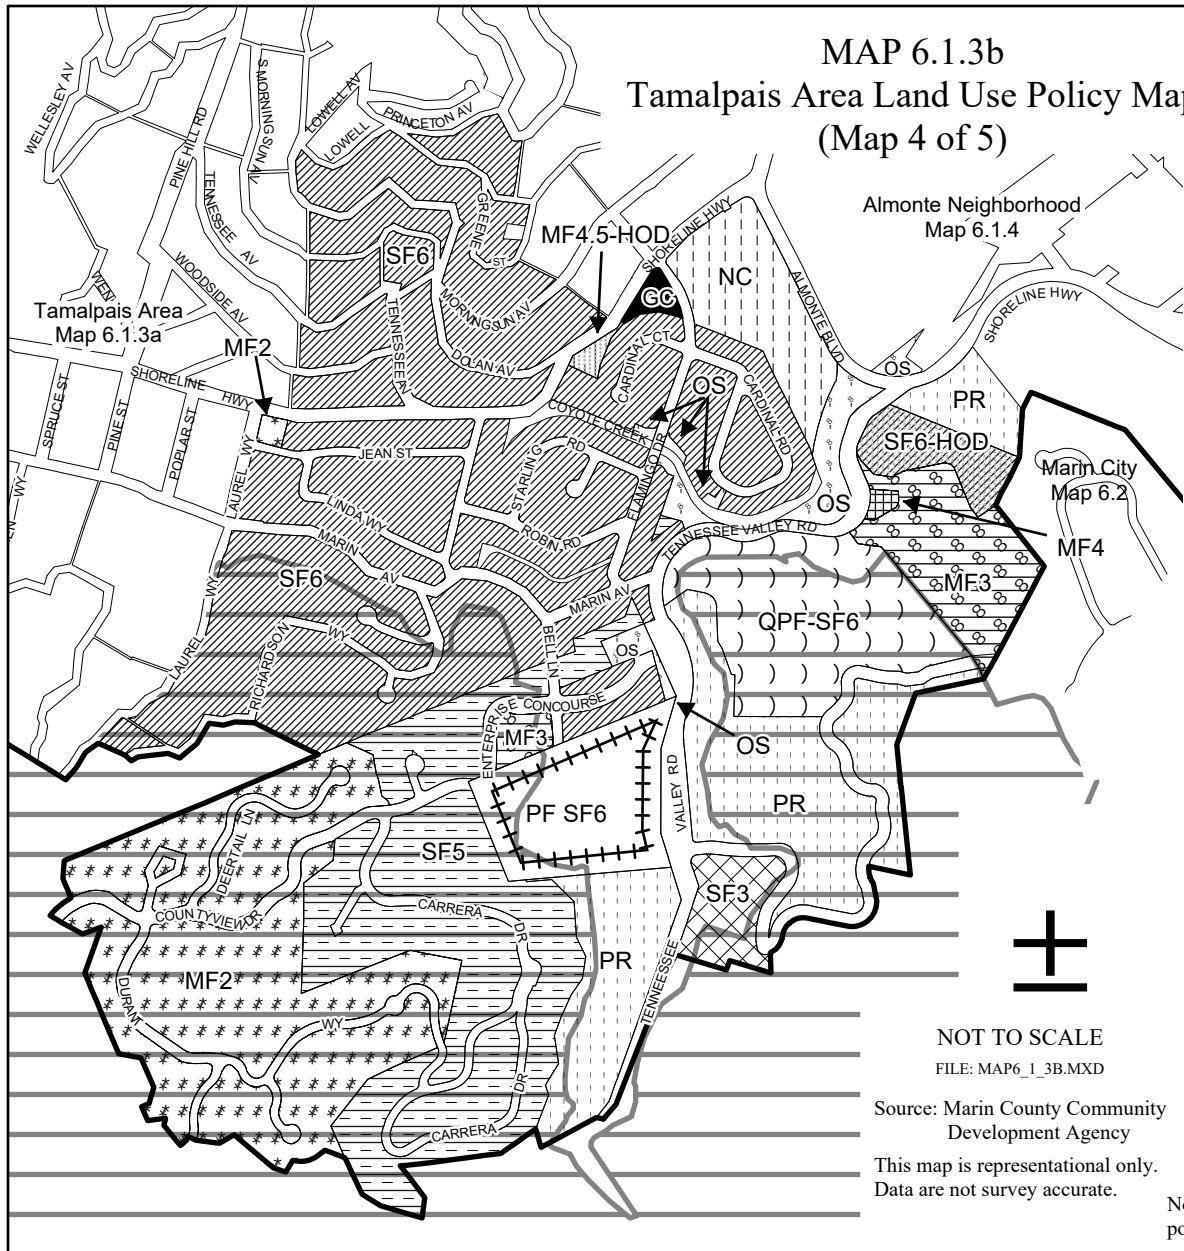 MAP 6.1.3b
Tamalpais Area Land Use Policy Map
(Map 4 of 5)
WELLESLEY AV
S MORNING SUN AV
LOWELL AV
LOWELL
PRINCETON AV
PINE HILL RD
TENNESSEE AV
GREENE ST
SHORELINE HWY
Almonte Neighborhood
Map 6.1.4
MF4.5-HOD
SF6
NC
ALMONTE BLVD
SHORELINE HWY
WOODSIDE AV
Tamalpais Area
Map 6.1.3a
MF2
GC
MORNINGSUN AV
TENNESSEE A
DOLAN AV
CARDINAL CT
CARDINAL RD
OS
OS
SHORELINE HWY
SPRUCE ST
PINE ST
POPLAR ST
LAUREL WY
JEAN ST
COYOTE CREEK
STARLING RD
FLAMINGO DR
PR
SF6-HOD
Marin City
Map 6.2
LINDA WY
ROBIN RD
OS
TENNESSEE VALLEY RD
MF4
MARIN AV
SF6
MARIN AV
MF3
QPF-SF6
LAUREL WY
RICHARDSON WY
BELL LN
OS
ENTERPRISE CONCOURSE
MF3
OS
VALLEY RD
PF SF6
PR
DEERTAIL LN
SF5
SF3
COUNTYVIEW DR
CARRERA DR
MF2
PR
DURANT WY
TENNEESSEE
CARRERA DR
NOT TO SCALE
FILE: MAP6_1_3B.MXD
Source: Marin County Community
Development Agency
This map is representational only.
Data are not survey accurate.